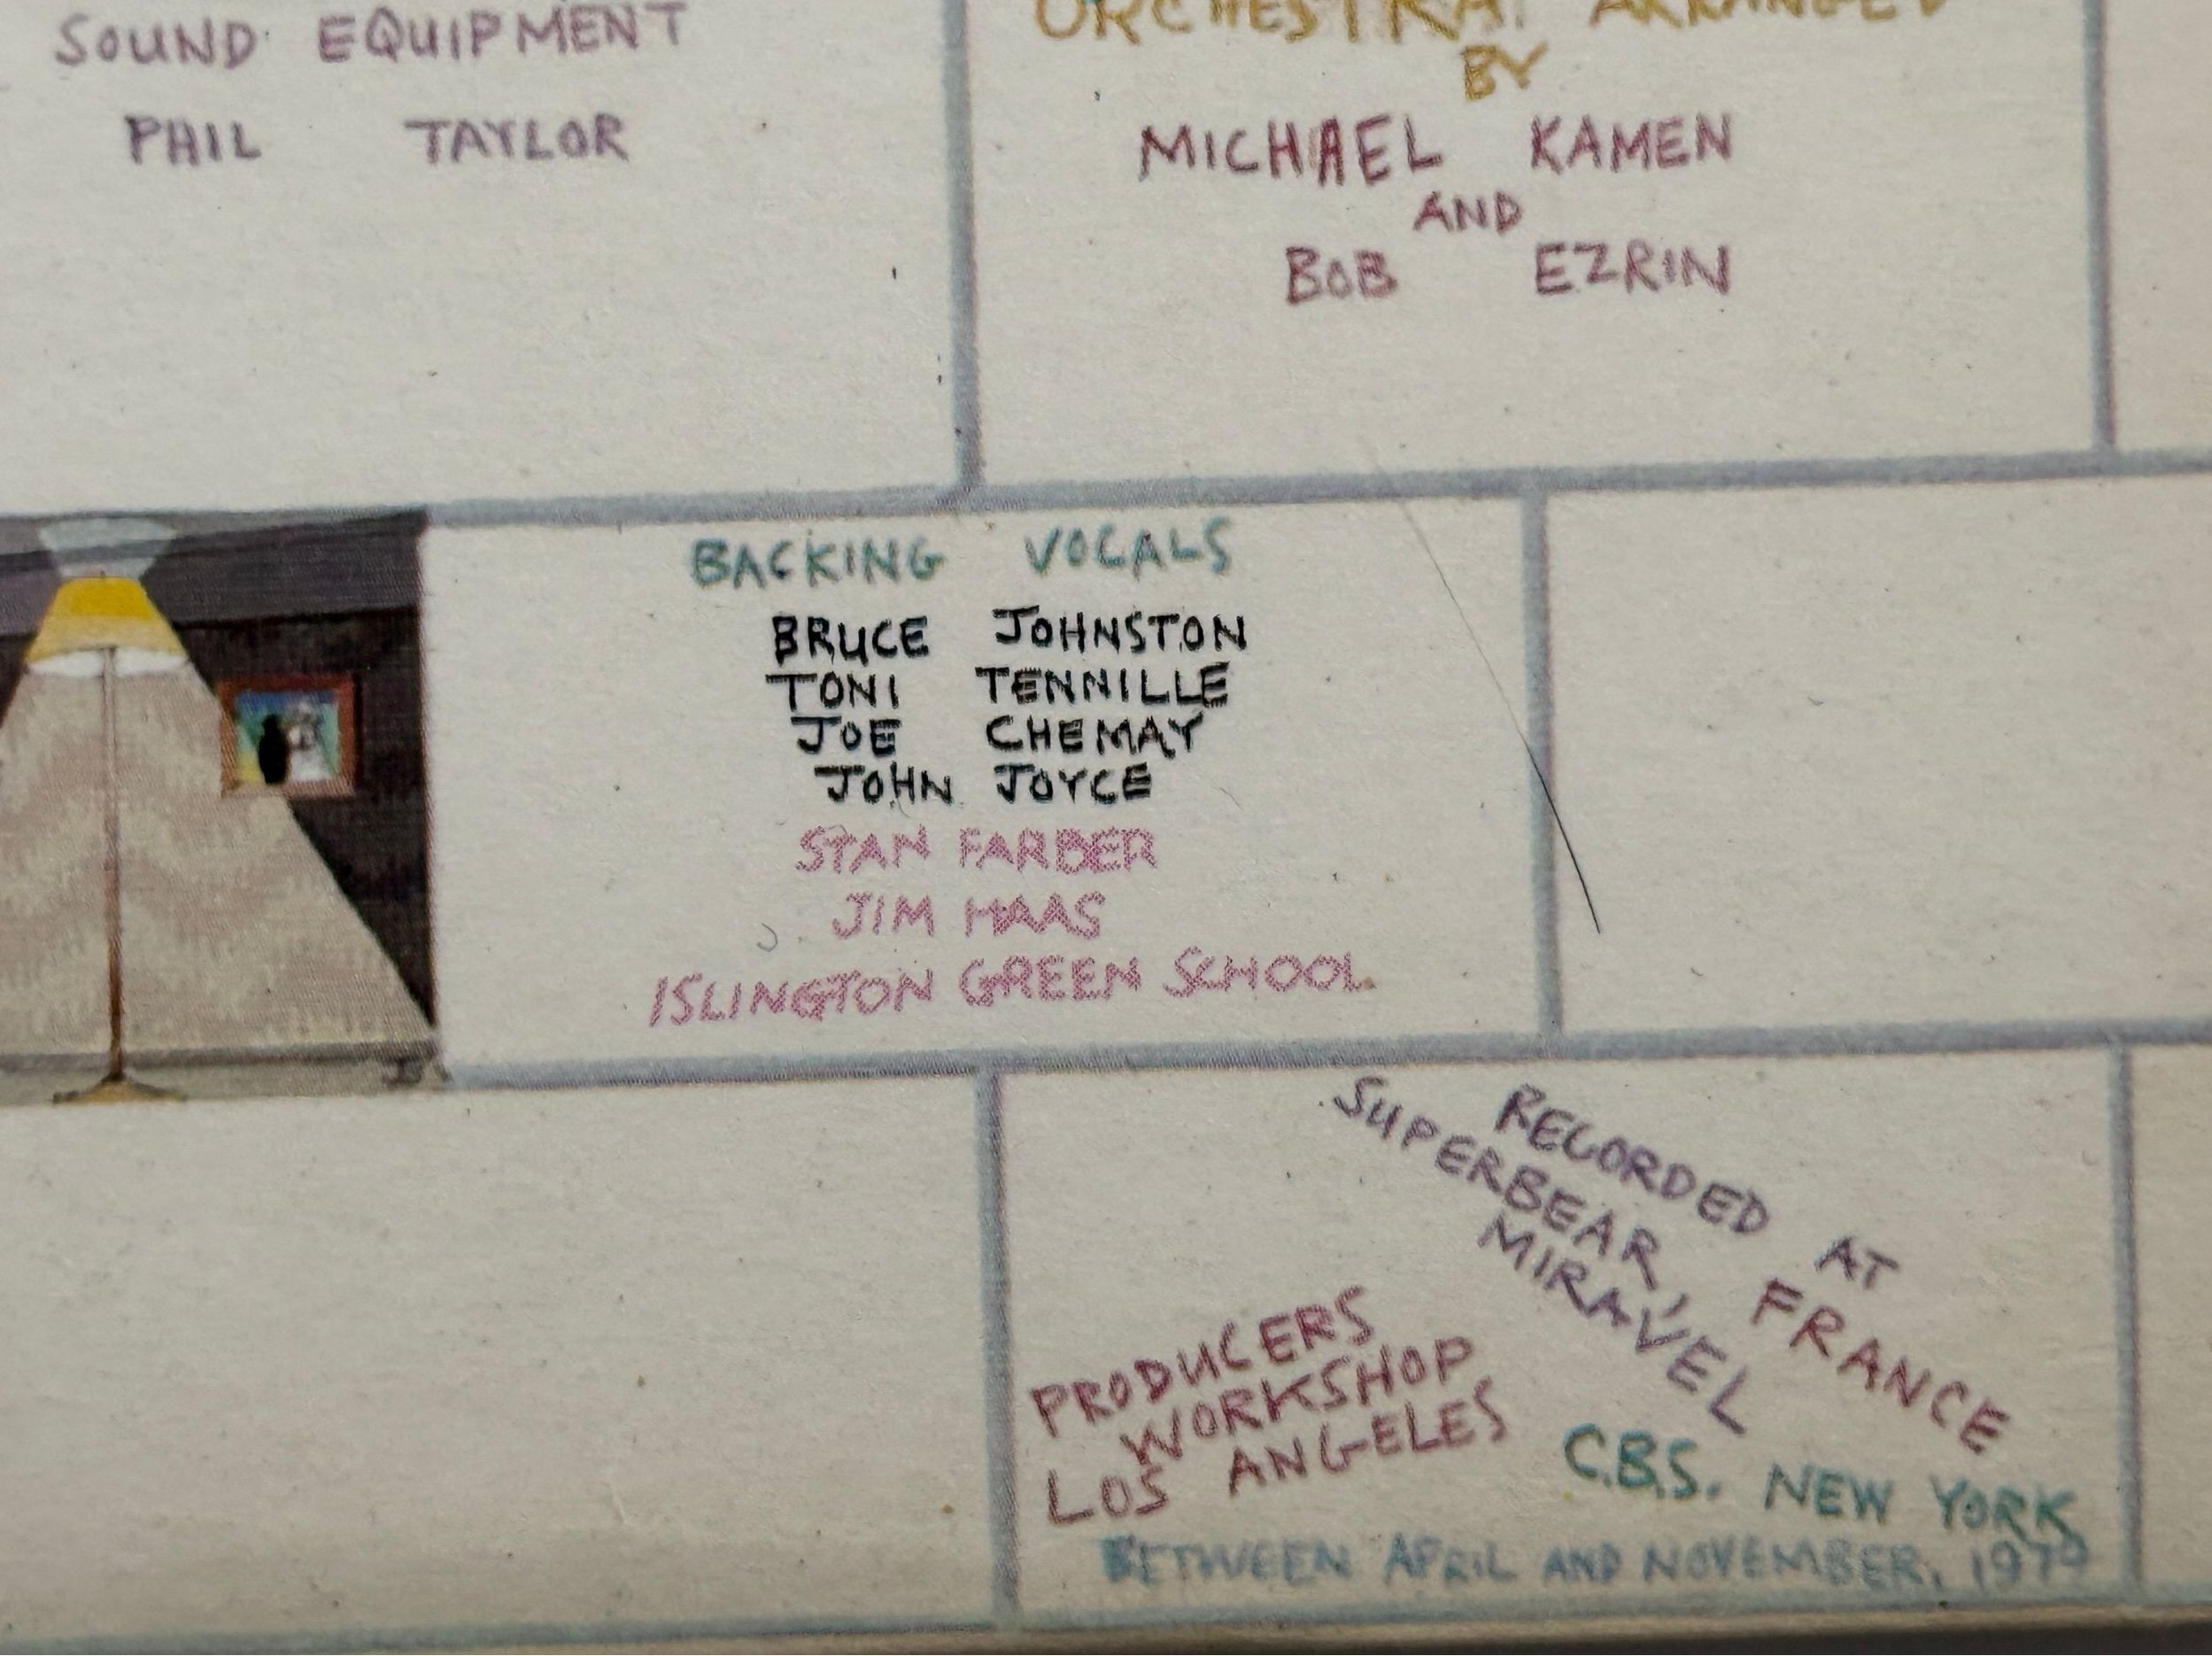 SOUND EQUIPMENT
PHIL TAYLOR
ORCHESTRA ARRANGED
BY
MICHAEL KAMEN
AND
BOB EZRIN
BACKING VOCALS
BRUCE JOHNSTON
TONI TENNILLE
JOE CHEMAY
JOHN JOYCE
STAN FARBER
JIM HAAS
ISLINGTON GREEN SCHOOL
RECORDED AT
SUPERBEAR, FRANCE
MIRAVEL
PRODUCERS
WORKSHOP
LOS ANGELES
C.B.S. NEW YORK
BETWEEN APRIL AND NOVEMBER, 1979